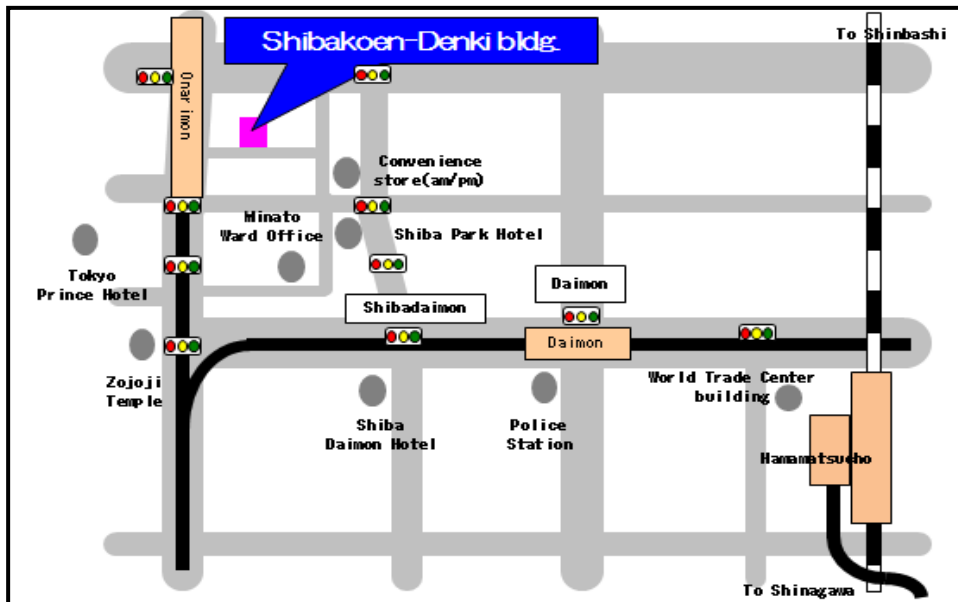 Shibakoen-Denki bldg.
To Shinbashi
Onarimon
Convenience
store(am/pm)
Minato
Ward Office
Shiba Park Hotel
Tokyo
Prince Hotel
Daimon
Shibadaimon
Daimon
Zojoji
Temple
World Trade Center
building
Shiba
Daimon Hotel
Police
Station
Hamamatsucho
To Shinagawa